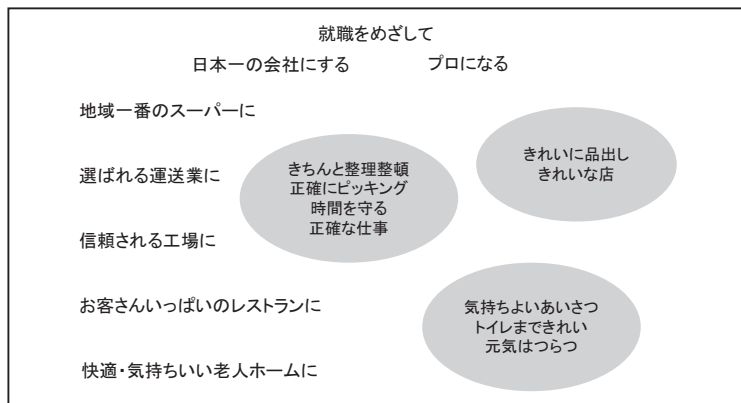 就職をめざして
日本一の会社にする　プロになる
地域一番のスーパーに
選ばれる運送業に
信頼される工場に
お客さんいっぱいのレストランに
快適・気持ちいい老人ホームに
きちんと整理整頓
正確にピッキング
時間を守る
正確な仕事
きれいに品出し
きれいな店
気持ちよいあいさつ
トイレまできれい
元気はつらつ